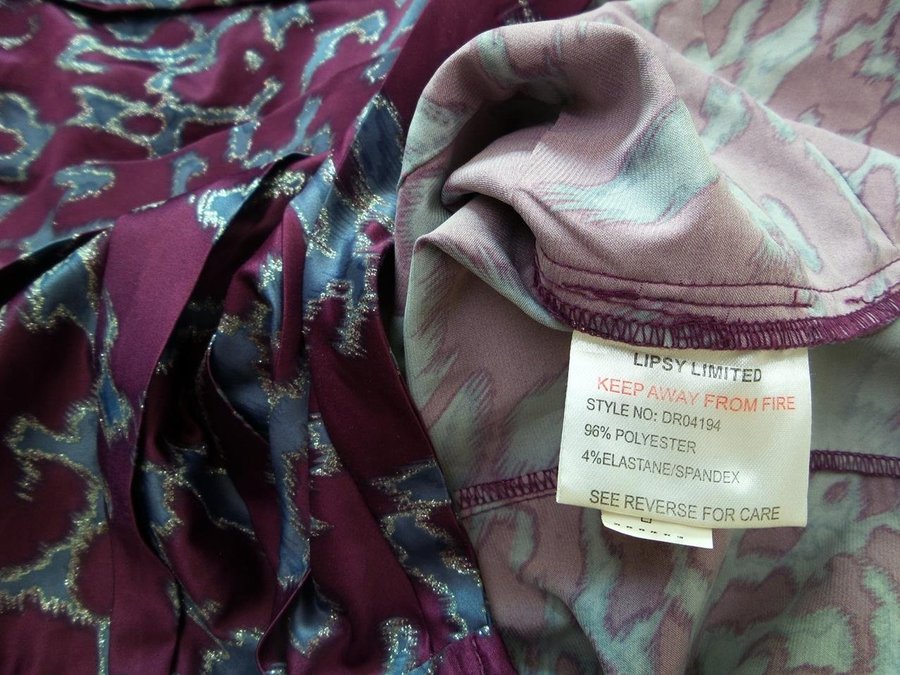 LIPSY LIMITED
KEEP AWAY FROM FIRE
STYLE NO: DR04194
96% POLYESTER
4%ELASTANE/SPANDEX
SEE REVERSE FOR CARE